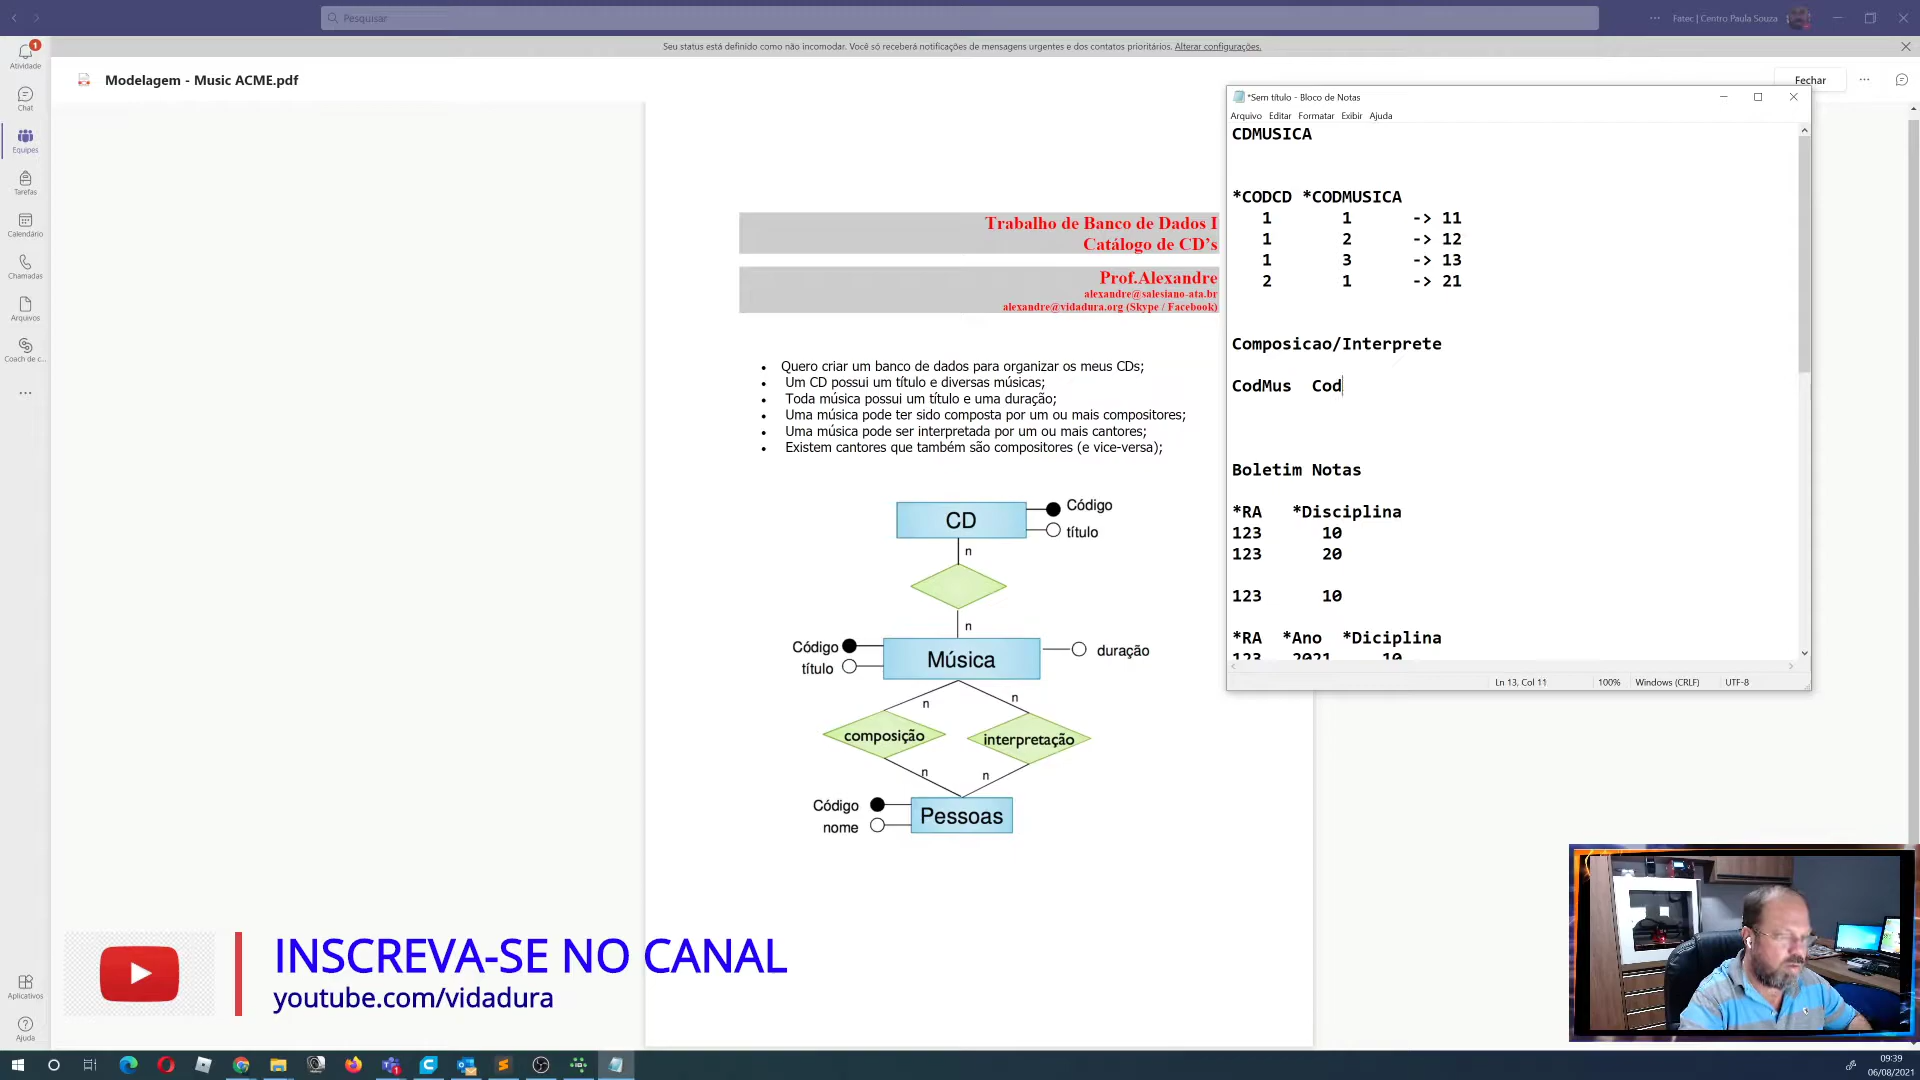 Pesquisar
Fatec | Centro Paula Souza
Seu status está definido como não incomodar. Você só receberá notificações de mensagens urgentes e dos contatos prioritários. Alterar configurações.
1
Atividade
Chat
Equipes
Tarefas
Calendário
Chamadas
Arquivos
Coach de c...
Aplicativos
Ajuda
Modelagem - Music ACME.pdf
Fechar
Trabalho de Banco de Dados I
Catálogo de CD's
Prof.Alexandre
alexandre@salesiano-ata.br
alexandre@vidadura.org (Skype / Facebook)
• Quero criar um banco de dados para organizar os meus CDs;
• Um CD possui um título e diversas músicas;
• Toda música possui um título e uma duração;
• Uma música pode ter sido composta por um ou mais compositores;
• Uma música pode ser interpretada por um ou mais cantores;
• Existem cantores que também são compositores (e vice-versa);
CD
Código
título
n
n
Código
título
Música
duração
n
n
composição
interpretação
n
n
Código
nome
Pessoas
*Sem título - Bloco de Notas
Arquivo Editar Formatar Exibir Ajuda
CDMUSICA
*CODCD *CODMUSICA
1 1 -> 11
1 2 -> 12
1 3 -> 13
2 1 -> 21
Composicao/Interprete
CodMus Cod
Boletim Notas
*RA *Disciplina
123 10
123 20
123 10
*RA *Ano *Diciplina
123 2021 10
Ln 13, Col 11 100% Windows (CRLF) UTF-8
INSCREVA-SE NO CANAL
youtube.com/vidadura
09:39
06/08/2021